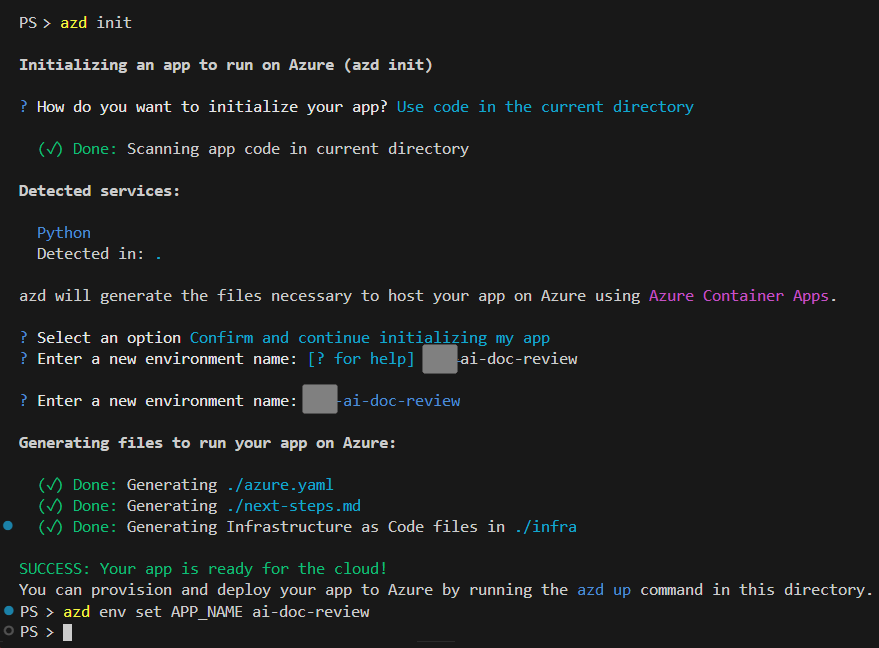 PS > azd init
Initializing an app to run on Azure (azd init)
? How do you want to initialize your app? Use code in the current directory
(✓) Done: Scanning app code in current directory
Detected services:
Python
Detected in: .
azd will generate the files necessary to host your app on Azure using Azure Container Apps.
? Select an option Confirm and continue initializing my app
? Enter a new environment name: [? for help] -ai-doc-review
? Enter a new environment name: -ai-doc-review
Generating files to run your app on Azure:
(✓) Done: Generating ./azure.yaml
(✓) Done: Generating ./next-steps.md
(✓) Done: Generating Infrastructure as Code files in ./infra
SUCCESS: Your app is ready for the cloud!
You can provision and deploy your app to Azure by running the azd up command in this directory.
PS > azd env set APP_NAME ai-doc-review
PS >